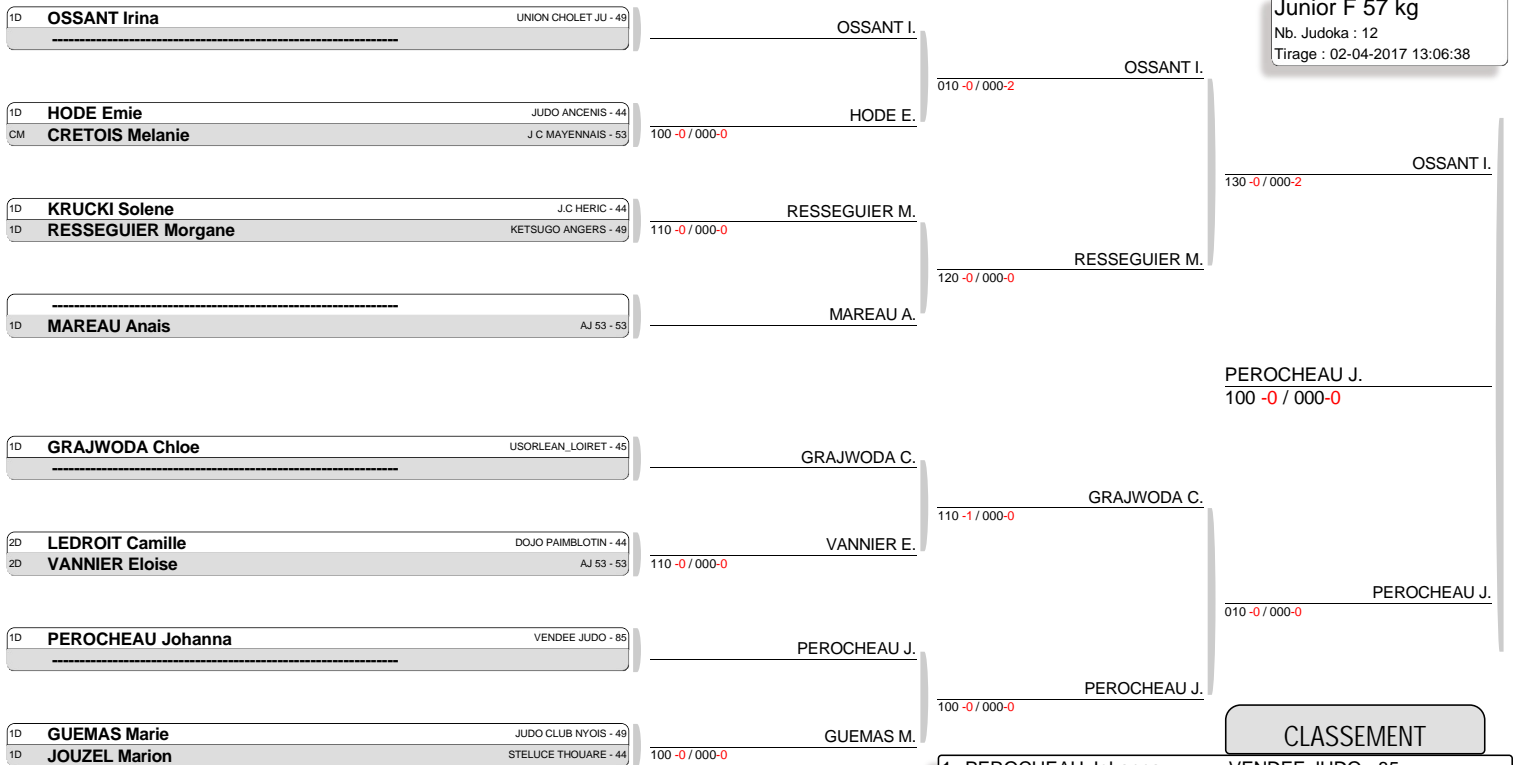 Junior F 57 kg
Nb. Judoka : 12
Tirage : 02-04-2017 13:06:38
1D OSSANT Irina UNION CHOLET JU - 49
----------------------------------------------------------------
OSSANT I.
OSSANT I.
010 -0 / 000-2
1D HODE Emie JUDO ANCENIS - 44
CM CRETOIS Melanie J C MAYENNAIS - 53
HODE E.
100 -0 / 000-0
OSSANT I.
130 -0 / 000-2
1D KRUCKI Solene J.C HERIC - 44
1D RESSEGUIER Morgane KETSUGO ANGERS - 49
RESSEGUIER M.
110 -0 / 000-0
RESSEGUIER M.
120 -0 / 000-0
----------------------------------------------------------------
1D MAREAU Anais AJ 53 - 53
MAREAU A.
PEROCHEAU J.
100 -0 / 000-0
1D GRAJWODA Chloe USORLEAN_LOIRET - 45
----------------------------------------------------------------
GRAJWODA C.
GRAJWODA C.
110 -1 / 000-0
2D LEDROIT Camille DOJO PAIMBLOTIN - 44
2D VANNIER Eloise AJ 53 - 53
VANNIER E.
110 -0 / 000-0
PEROCHEAU J.
010 -0 / 000-0
1D PEROCHEAU Johanna VENDEE JUDO - 85
----------------------------------------------------------------
PEROCHEAU J.
PEROCHEAU J.
100 -0 / 000-0
1D GUEMAS Marie JUDO CLUB NYOIS - 49
1D JOUZEL Marion STELUCE THOUARE - 44
GUEMAS M.
100 -0 / 000-0
CLASSEMENT
1 PEROCHEAU Johanna VENDEE JUDO - 85